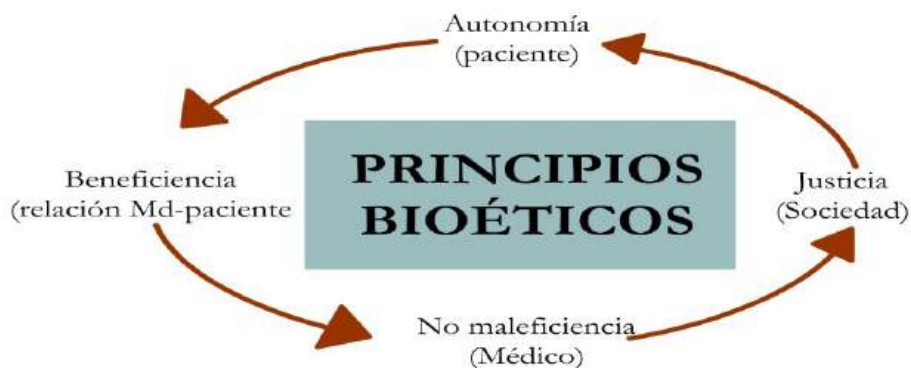 Autonomía
(paciente)
Beneficiencia
(relación Md-paciente
PRINCIPIOS
BIOÉTICOS
Justicia
(Sociedad)
No maleficiencia
(Médico)